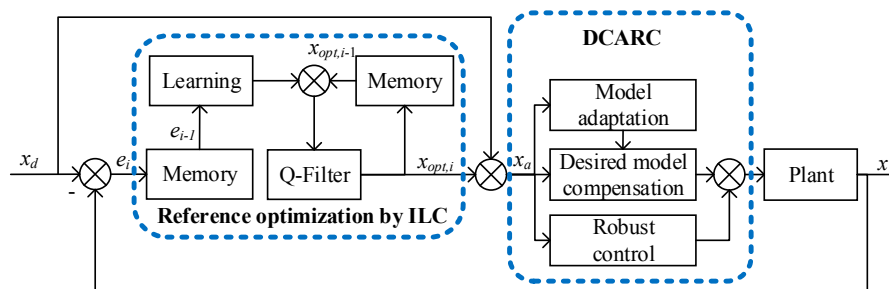 DCARC
x_opt,i-1
Learning
Memory
Model
adaptation
e_i-1
x_d
e_i
x_opt,i
x_a
x
-
Memory
Q-Filter
Desired model
compensation
Plant
Reference optimization by ILC
Robust
control